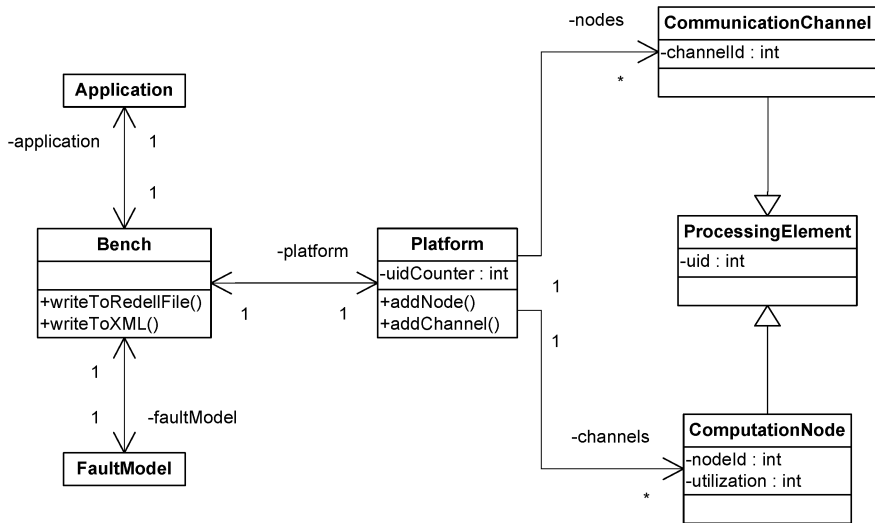 -nodes
CommunicationChannel
-channelId : int
*
Application
-application
1
1
Bench
+writeToRedellFile()
+writeToXML()
-platform
1
1
Platform
-uidCounter : int
+addNode()
+addChannel()
1
1
ProcessingElement
-uid : int
1
1
-faultModel
FaultModel
-channels
*
ComputationNode
-nodeId : int
-utilization : int